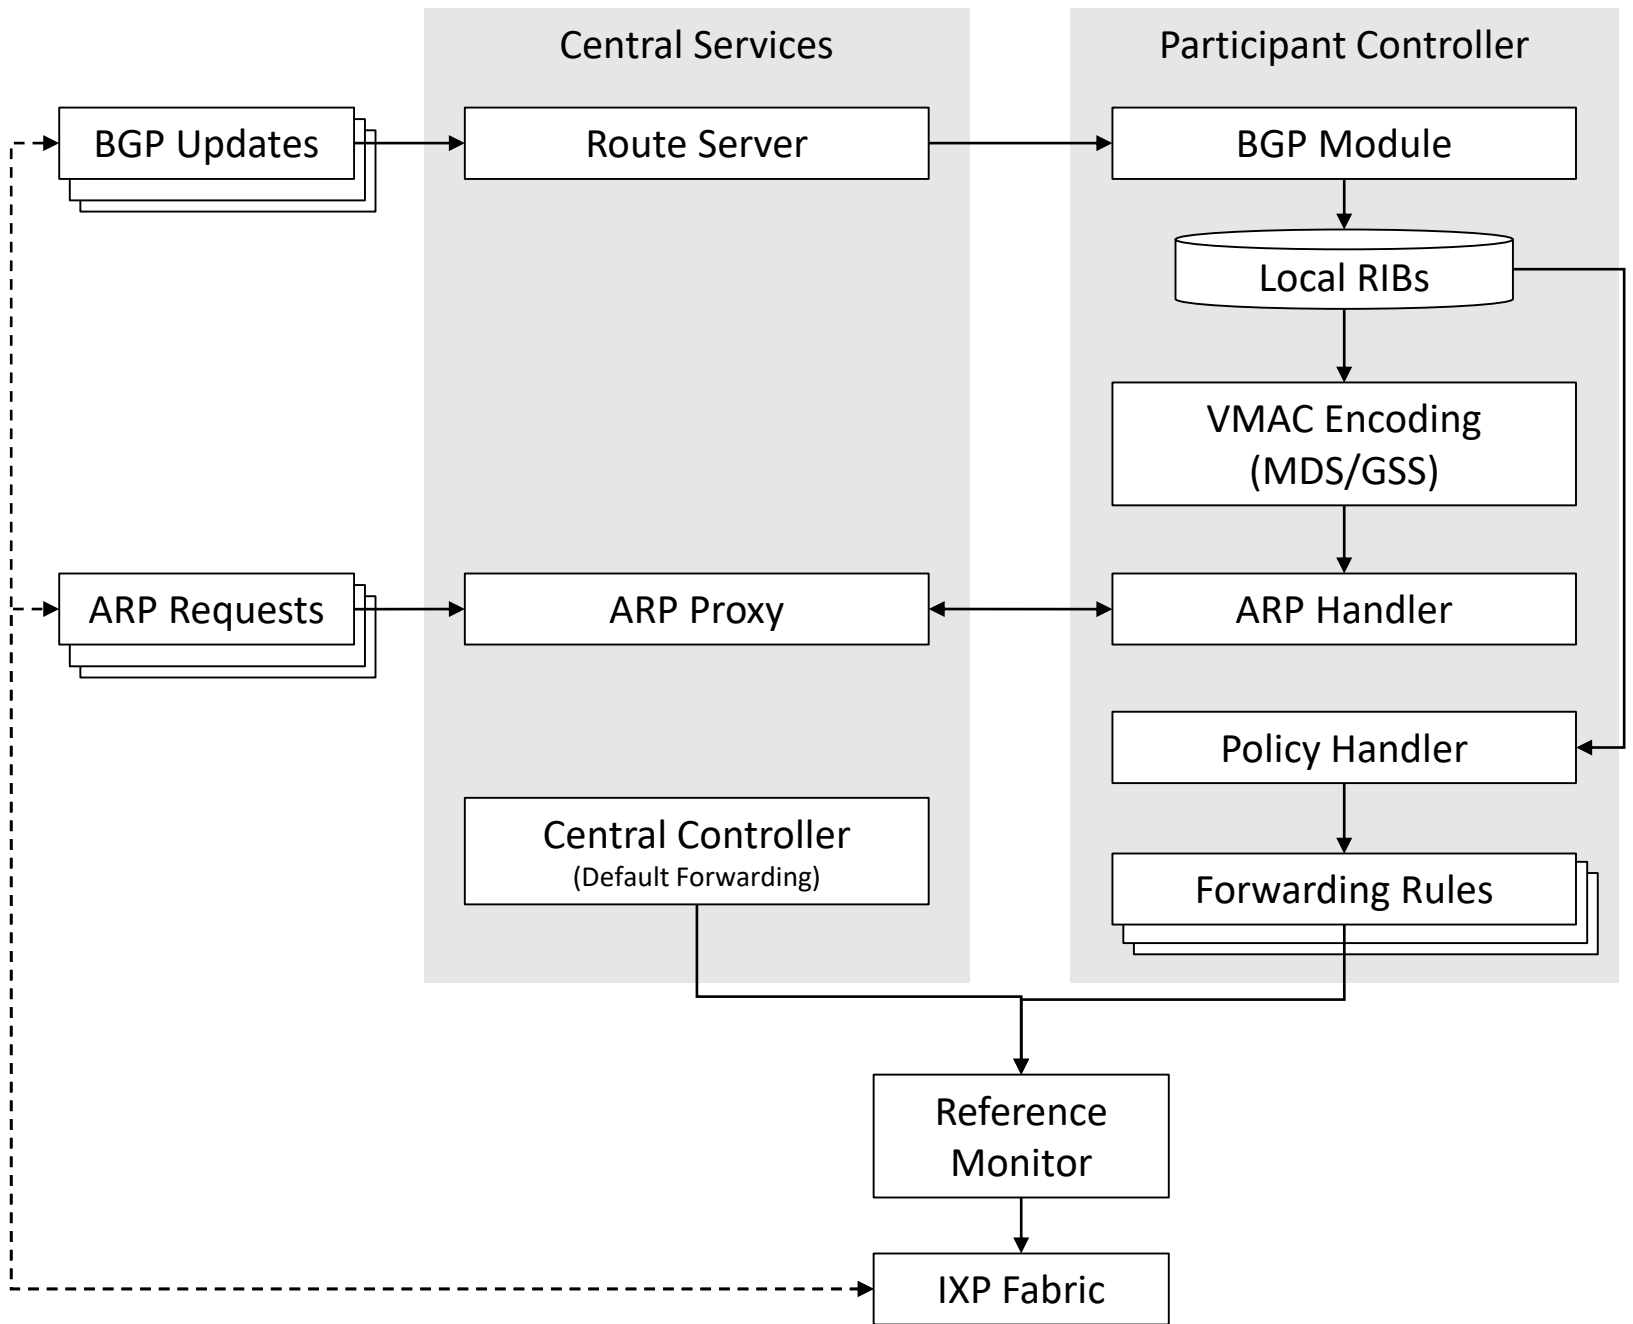 Central Services
Participant Controller
BGP Updates
Route Server
BGP Module
Local RIBs
VMAC Encoding
(MDS/GSS)
ARP Requests
ARP Proxy
ARP Handler
Policy Handler
Central Controller
(Default Forwarding)
Forwarding Rules
Reference
Monitor
IXP Fabric